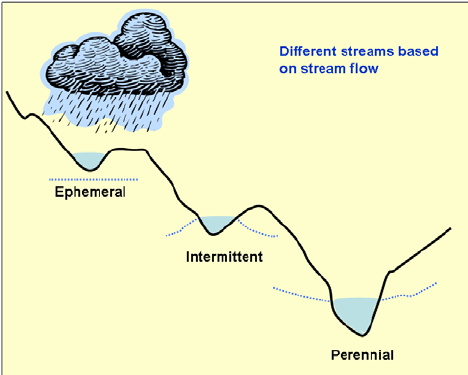 Different streams based
on stream flow
Ephemeral
Intermittent
Perennial